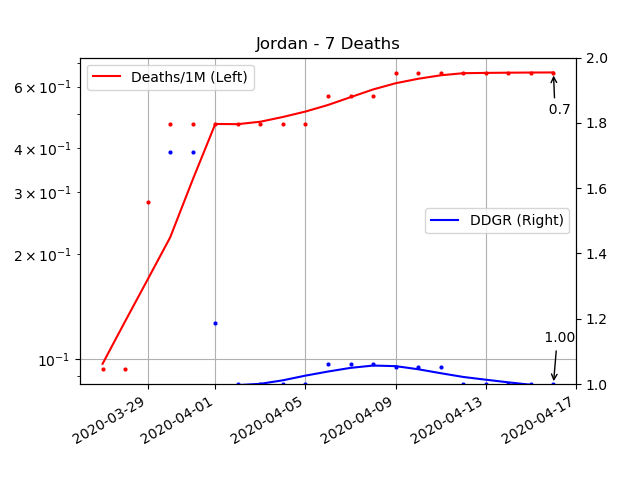 Jordan - 7 Deaths
Deaths/1M (Left)
DDGR (Right)
6 × 10⁻¹
4 × 10⁻¹
3 × 10⁻¹
2 × 10⁻¹
10⁻¹
2.0
1.8
1.6
1.4
1.2
1.0
0.7
1.00
2020-03-29
2020-04-01
2020-04-05
2020-04-09
2020-04-13
2020-04-17